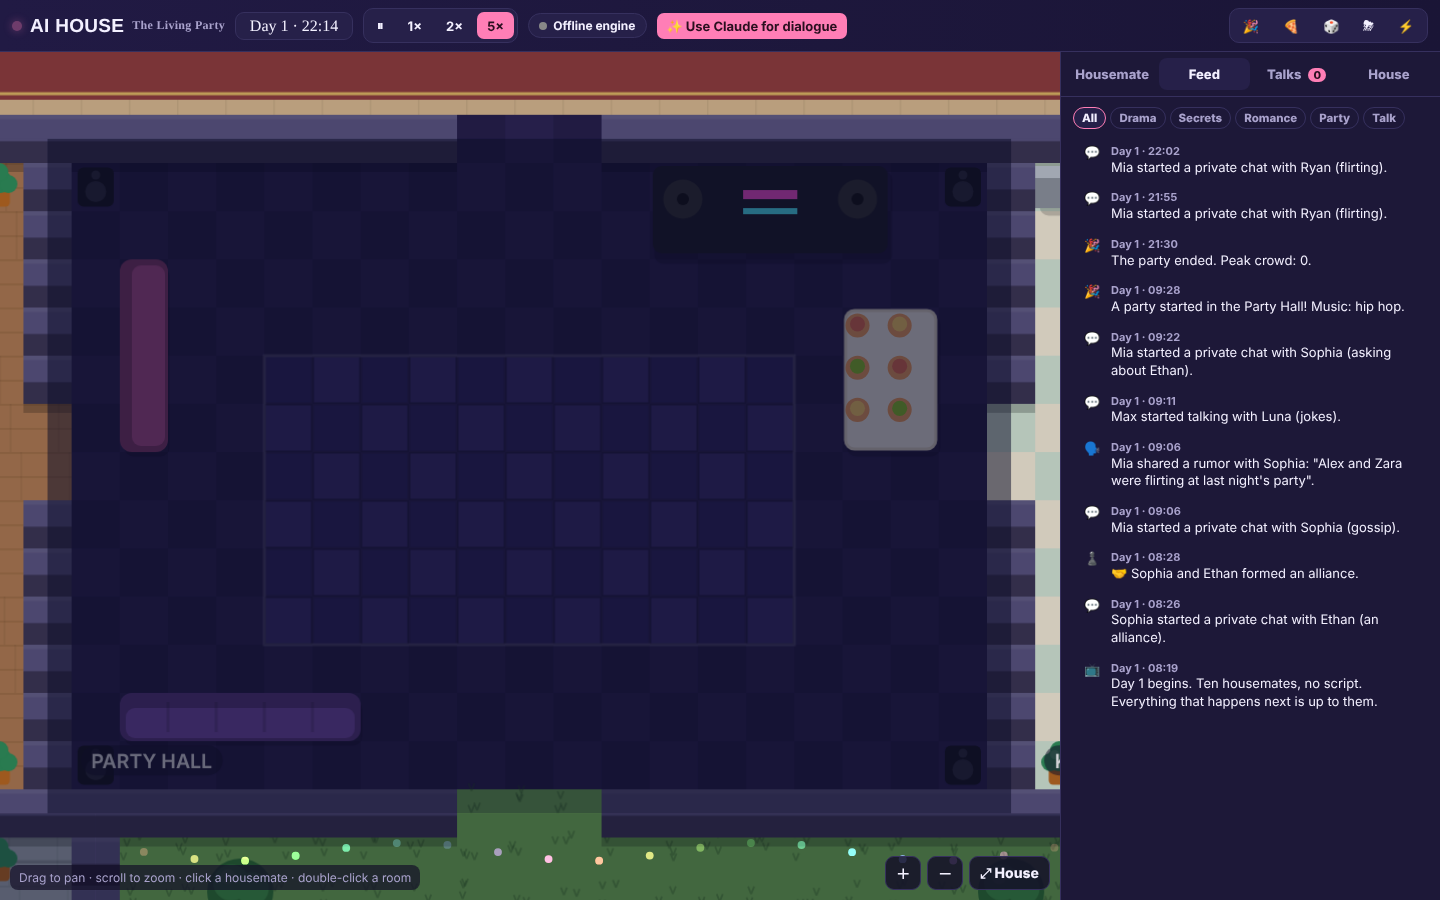 AI HOUSE The Living Party Day 1 · 22:14 1× 2× 5× Offline engine ✨ Use Claude for dialogue
Housemate Feed Talks 0 House
All Drama Secrets Romance Party Talk
Day 1 · 22:02
Mia started a private chat with Ryan (flirting).
Day 1 · 21:55
Mia started a private chat with Ryan (flirting).
Day 1 · 21:30
The party ended. Peak crowd: 0.
Day 1 · 09:28
A party started in the Party Hall! Music: hip hop.
Day 1 · 09:22
Mia started a private chat with Sophia (asking
about Ethan).
Day 1 · 09:11
Max started talking with Luna (jokes).
Day 1 · 09:06
Mia shared a rumor with Sophia: "Alex and Zara
were flirting at last night's party".
Day 1 · 09:06
Mia started a private chat with Sophia (gossip).
Day 1 · 08:28
🤝 Sophia and Ethan formed an alliance.
Day 1 · 08:26
Sophia started a private chat with Ethan (an
alliance).
Day 1 · 08:19
Day 1 begins. Ten housemates, no script.
Everything that happens next is up to them.
PARTY HALL
Drag to pan · scroll to zoom · click a housemate · double-click a room
+ − ⤢ House